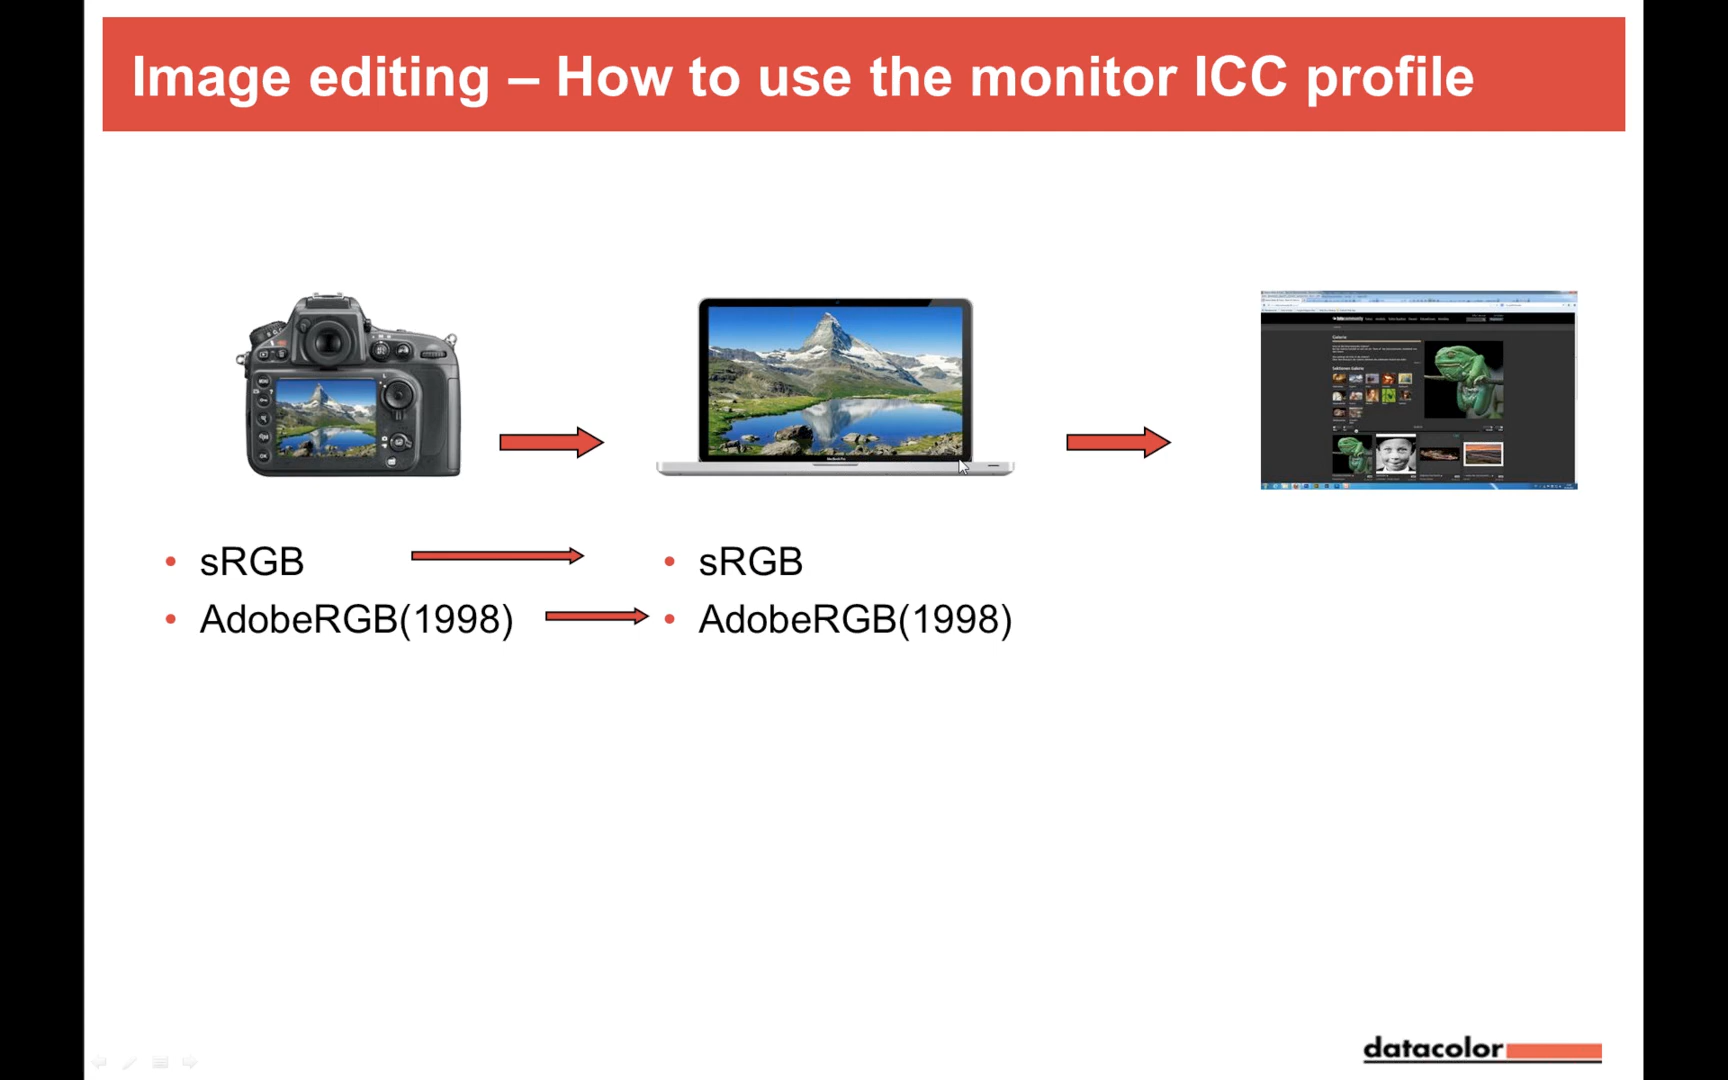 Image editing – How to use the monitor ICC profile
• sRGB
• AdobeRGB(1998)
• sRGB
• AdobeRGB(1998)
datacolor